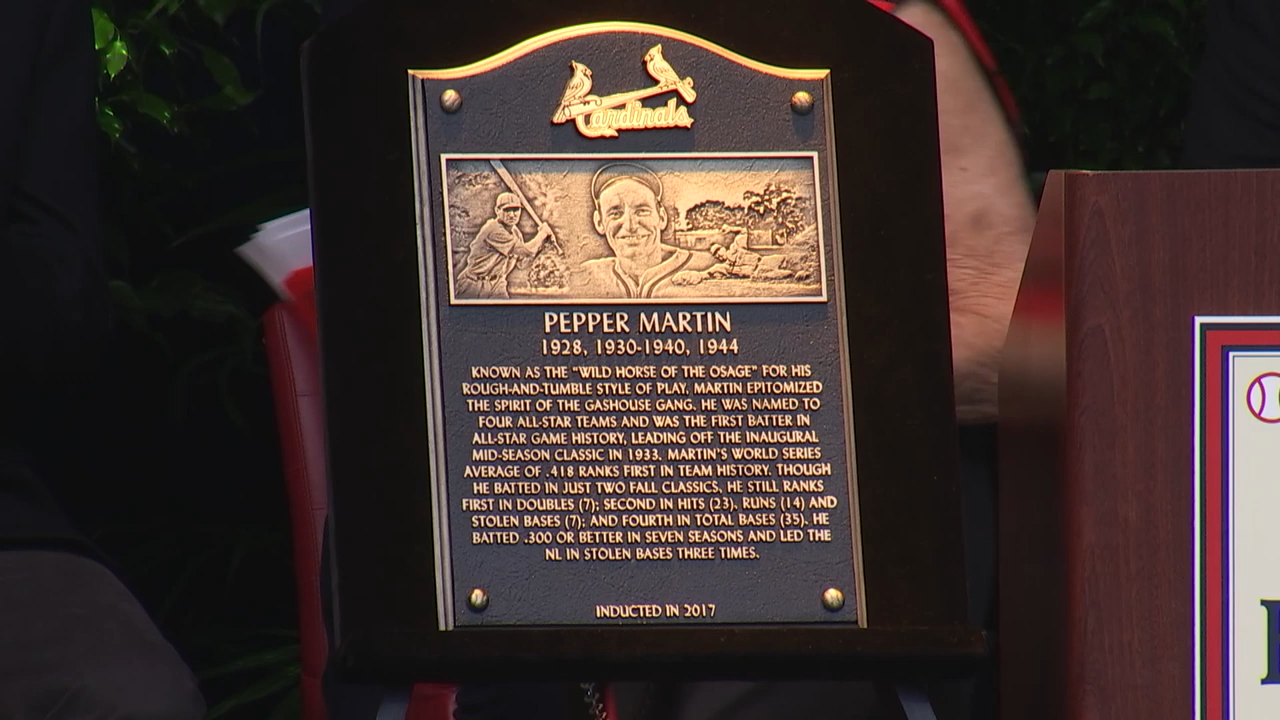 Cardinals
PEPPER MARTIN
1928, 1930-1940, 1944
KNOWN AS THE "WILD HORSE OF THE OSAGE" FOR HIS
ROUGH-AND-TUMBLE STYLE OF PLAY, MARTIN EPITOMIZED
THE SPIRIT OF THE GASHOUSE GANG. HE WAS NAMED TO
FOUR ALL-STAR TEAMS AND WAS THE FIRST BATTER IN
ALL-STAR GAME HISTORY, LEADING OFF THE INAUGURAL
MID-SEASON CLASSIC IN 1933. MARTIN'S WORLD SERIES
AVERAGE OF .418 RANKS FIRST IN TEAM HISTORY. THOUGH
HE BATTED IN JUST TWO FALL CLASSICS, HE STILL RANKS
FIRST IN DOUBLES (7); SECOND IN HITS (23), RUNS (14) AND
STOLEN BASES (7); AND FOURTH IN TOTAL BASES (35). HE
BATTED .300 OR BETTER IN SEVEN SEASONS AND LED THE
NL IN STOLEN BASES THREE TIMES.
INDUCTED IN 2017